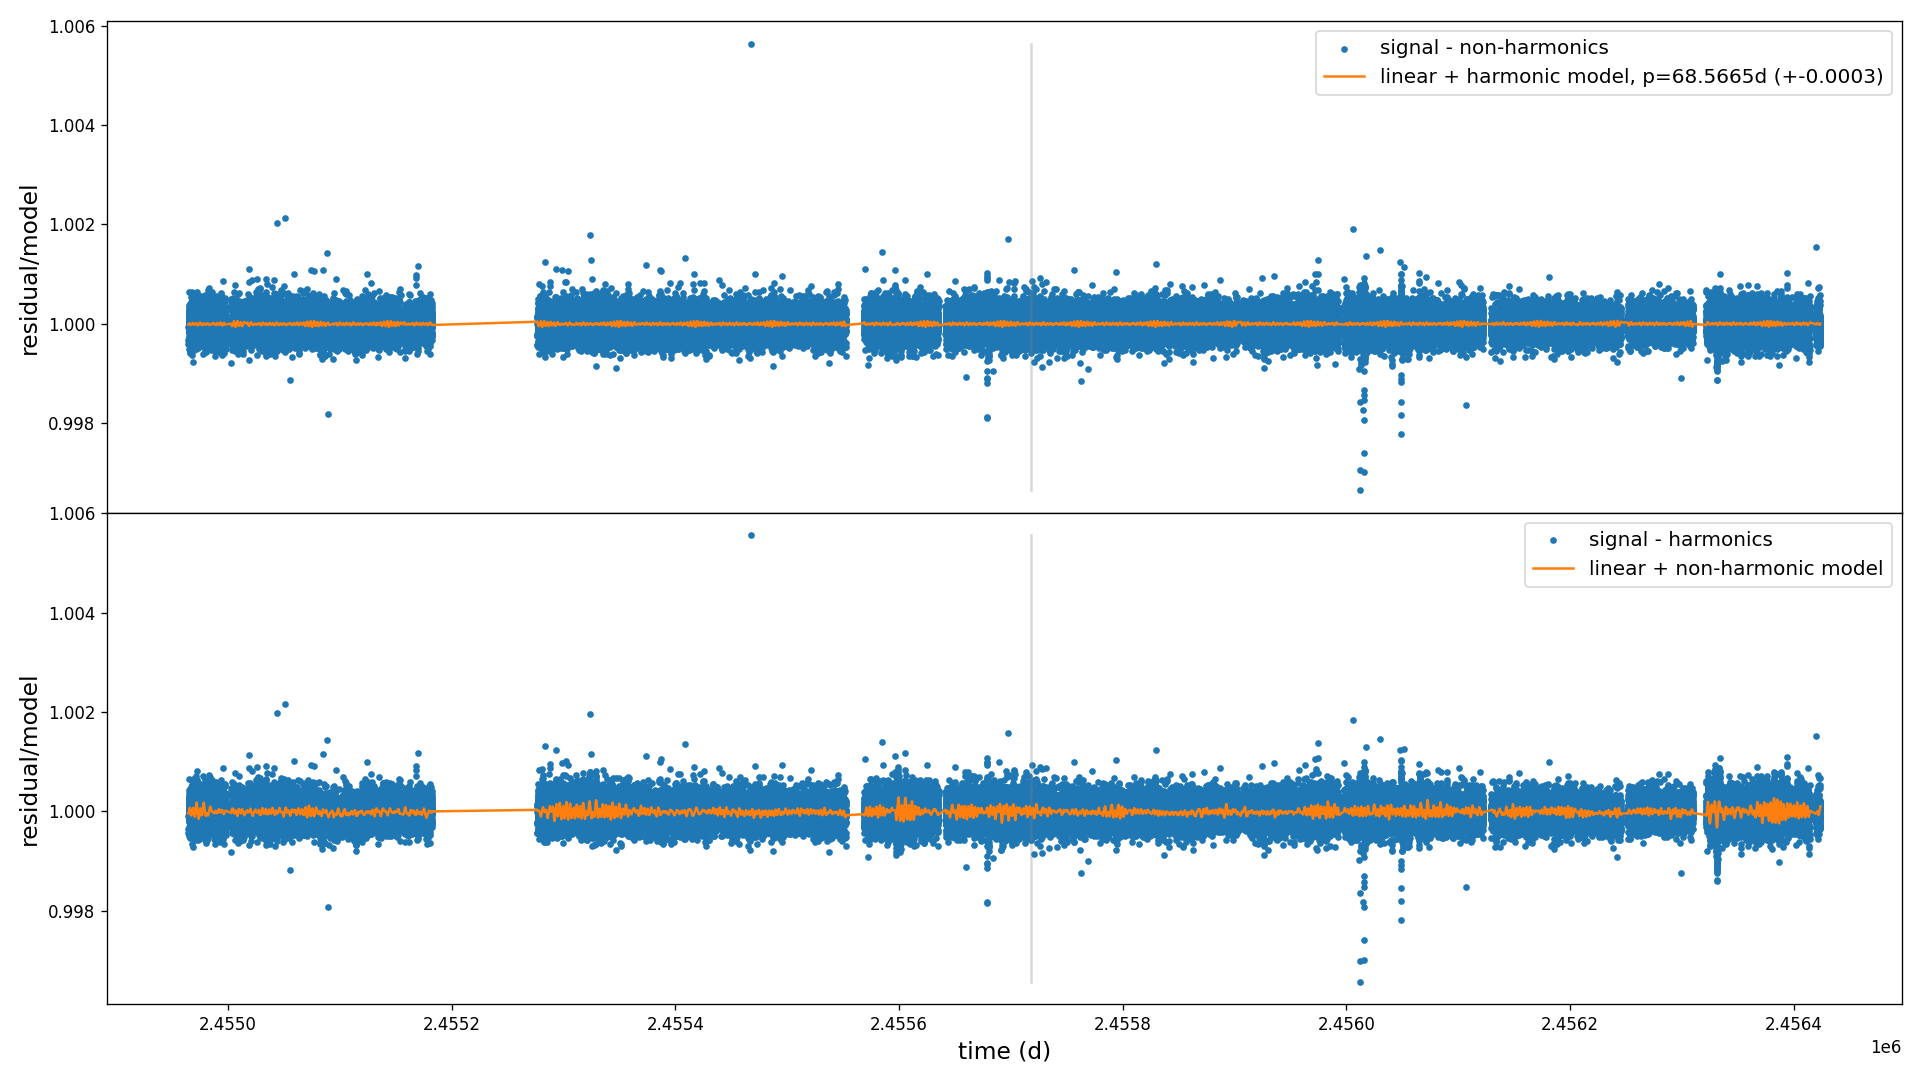 1.006
1.004
1.002
1.000
0.998
residual/model
signal - non-harmonics
linear + harmonic model, p=68.5665d (+-0.0003)
1.006
1.004
1.002
1.000
0.998
residual/model
signal - harmonics
linear + non-harmonic model
2.4550 2.4552 2.4554 2.4556 2.4558 2.4560 2.4562 2.4564
1e6
time (d)